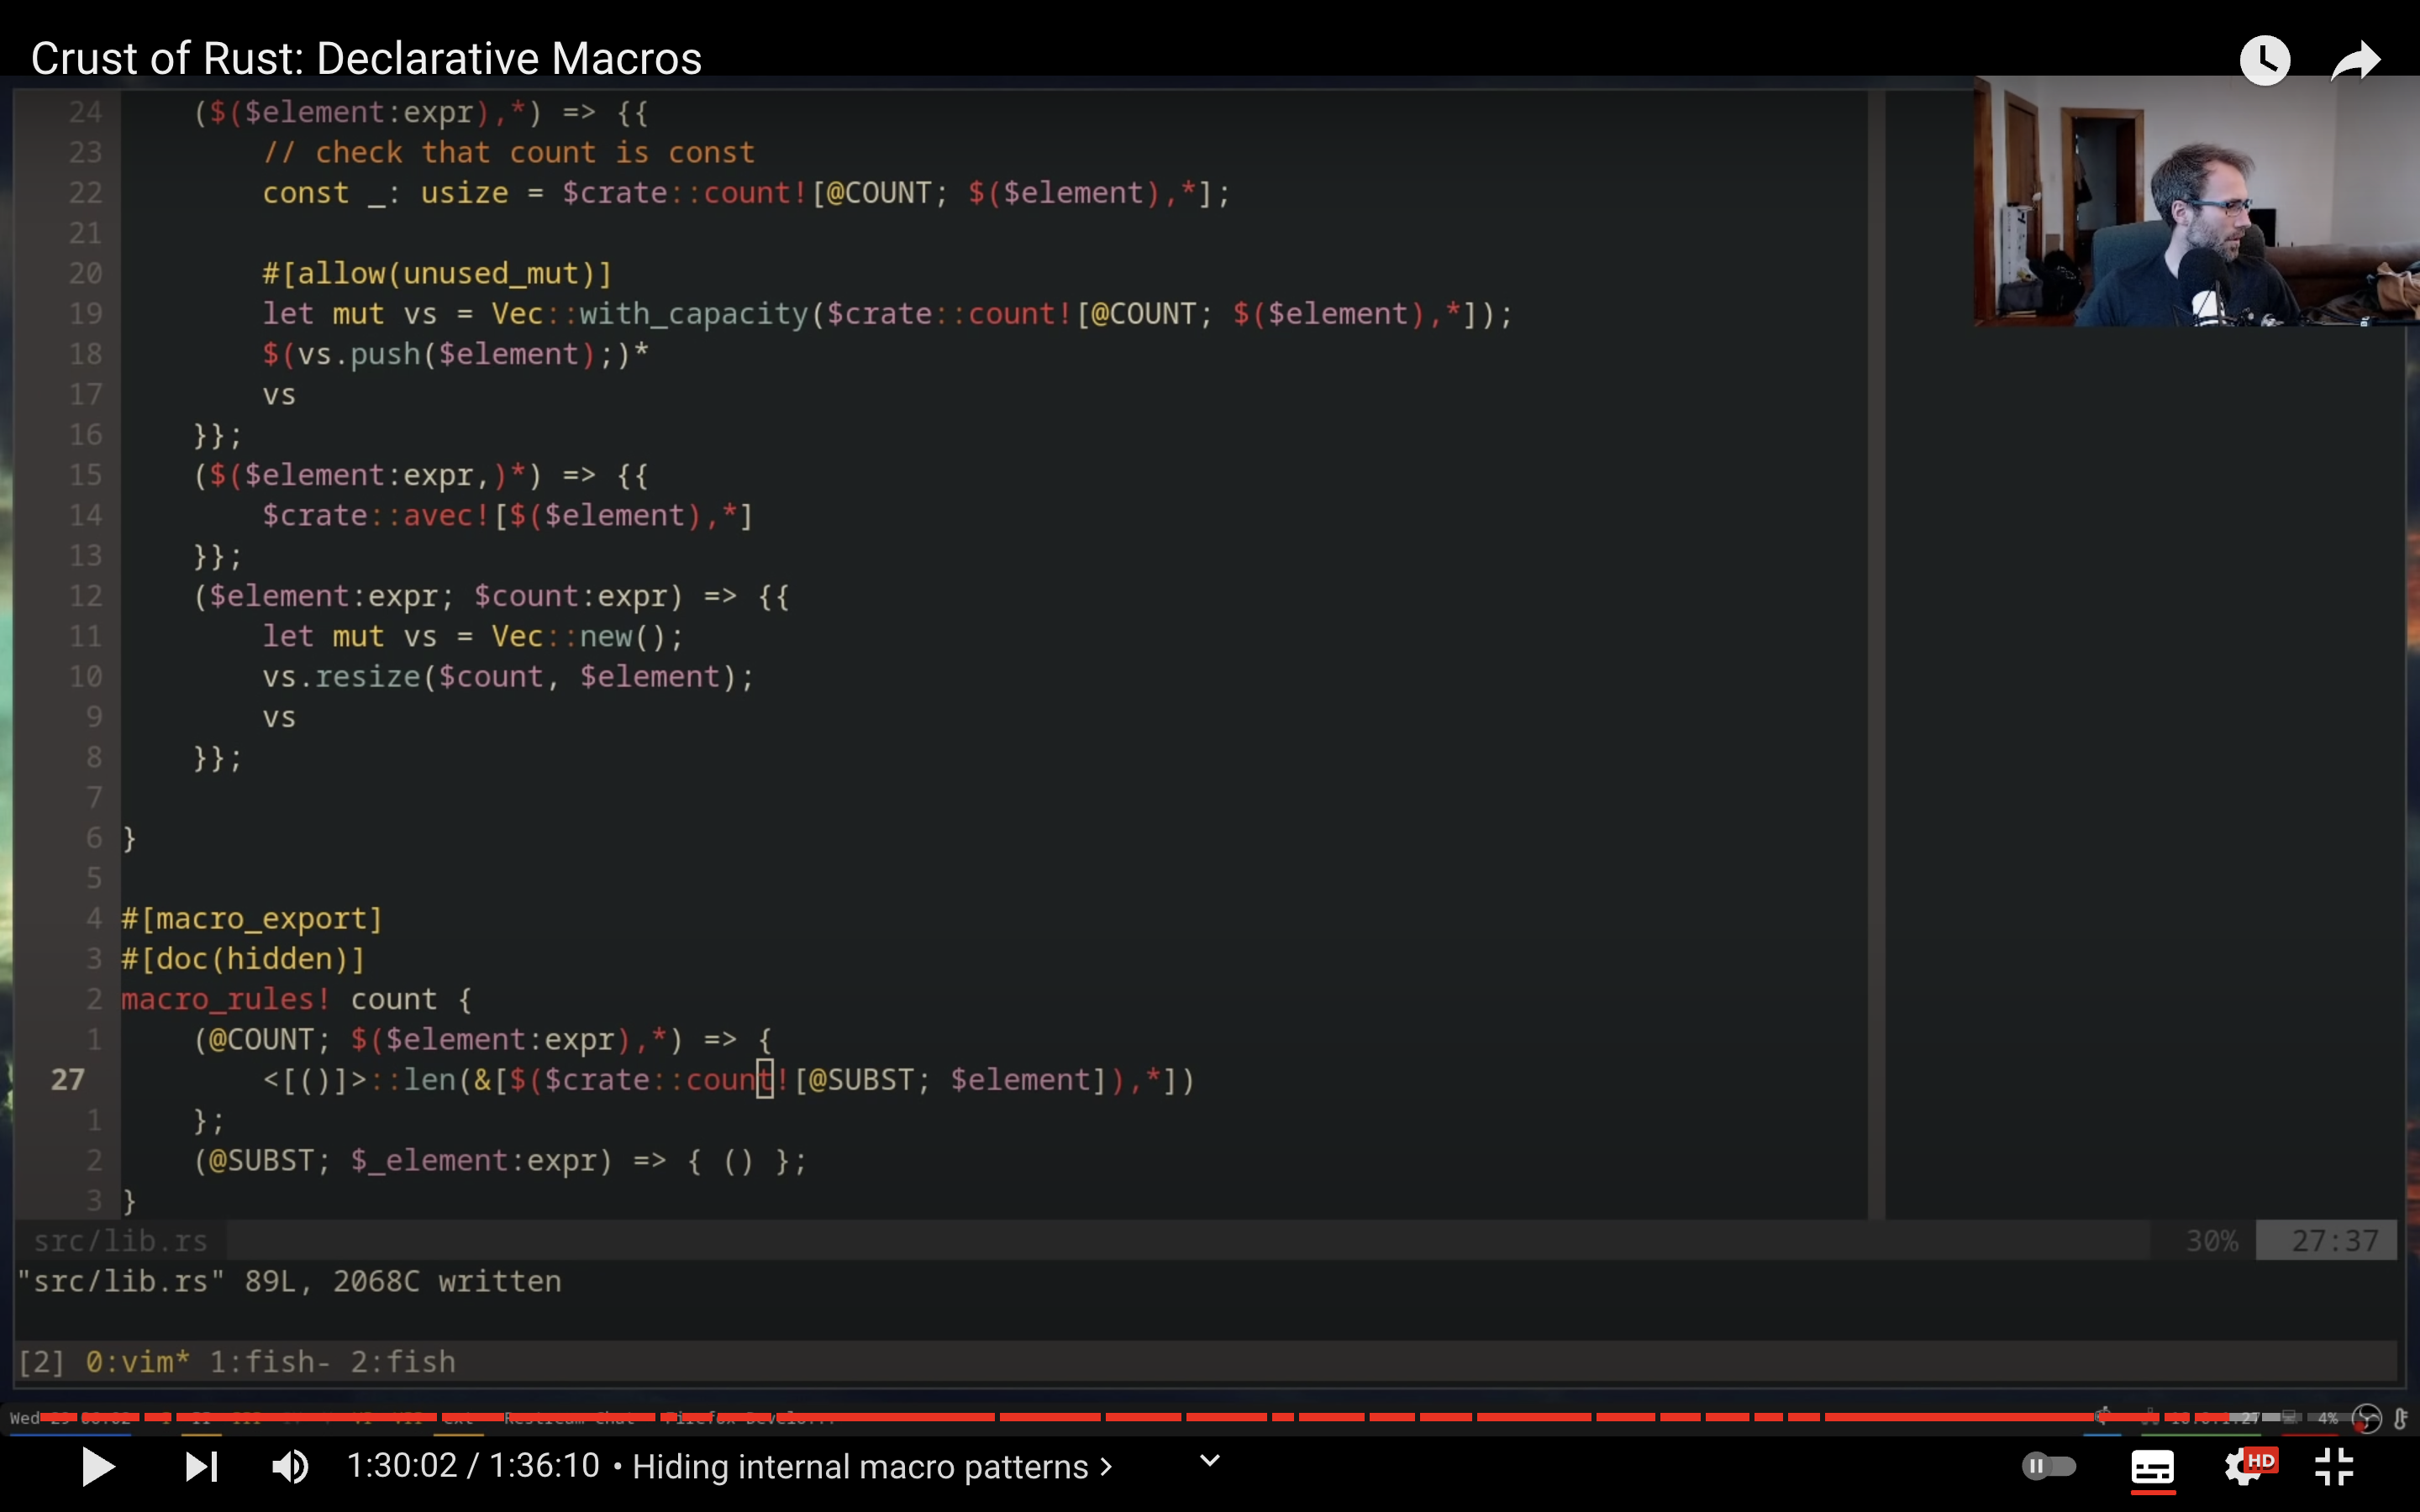 Crust of Rust: Declarative Macros
24 ($($element:expr),*) => {{
23 // check that count is const
22 const _: usize = $crate::count![@COUNT; $($element),*];
21
20 #[allow(unused_mut)]
19 let mut vs = Vec::with_capacity($crate::count![@COUNT; $($element),*]);
18 $(vs.push($element);)*
17 vs
16 }};
15 ($($element:expr,)*) => {{
14 $crate::avec![$($element),*]
13 }};
12 ($element:expr; $count:expr) => {{
11 let mut vs = Vec::new();
10 vs.resize($count, $element);
9 vs
8 }};
7
6 }
5
4 #[macro_export]
3 #[doc(hidden)]
2 macro_rules! count {
1 (@COUNT; $($element:expr),*) => {
27 <[()]>::len(&[$($crate::count![@SUBST; $element]),*])
1 };
2 (@SUBST; $_element:expr) => { () };
3 }
src/lib.rs 30% 27:37
"src/lib.rs" 89L, 2068C written
[2] 0:vim* 1:fish- 2:fish
Wed 4%
1:30:02 / 1:36:10 • Hiding internal macro patterns HD